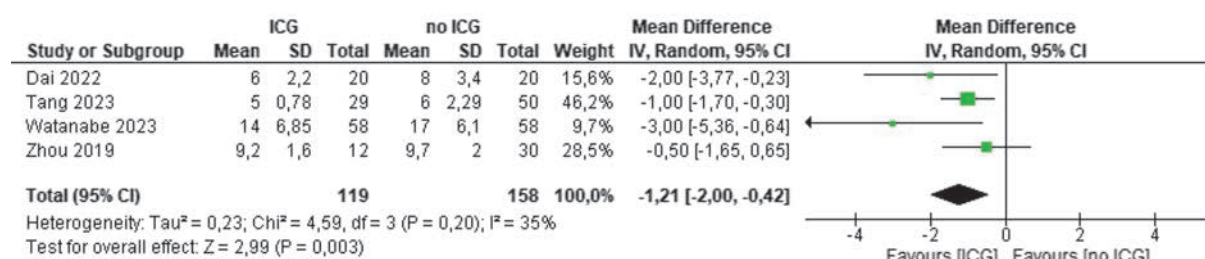 ICG no ICG Mean Difference Mean Difference
Study or Subgroup Mean SD Total Mean SD Total Weight IV, Random, 95% CI IV, Random, 95% CI
Dai 2022 6 2,2 20 8 3,4 20 15,6% -2,00 [-3,77, -0,23]
Tang 2023 5 0,78 29 6 2,29 50 46,2% -1,00 [-1,70, -0,30]
Watanabe 2023 14 6,85 58 17 6,1 58 9,7% -3,00 [-5,36, -0,64]
Zhou 2019 9,2 1,6 12 9,7 2 30 28,5% -0,50 [-1,65, 0,65]
Total (95% CI) 119 158 100,0% -1,21 [-2,00, -0,42]
Heterogeneity: Tau² = 0,23; Chi² = 4,59, df = 3 (P = 0,20); I² = 35%
Test for overall effect: Z = 2,99 (P = 0,003)
-4 -2 0 2 4
Favours [ICG] Favours [no ICG]